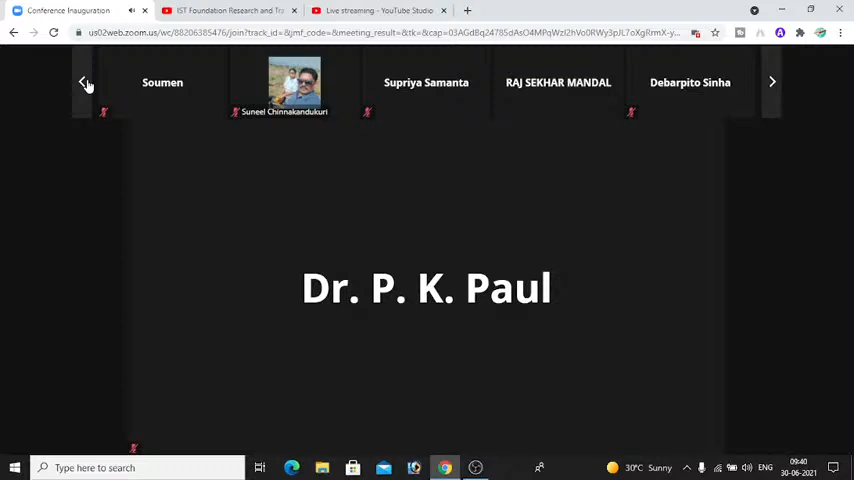 Conference Inauguration
IST Foundation Research and Tra
Live streaming - YouTube Studio
us02web.zoom.us/wc/88206385476/join?track_id=&jmf_code=&meeting_result=&tk=&cap=
Soumen
Suneel Chinnakandukuri
Supriya Samanta
RAJ SEKHAR MANDAL
Debarpito Sinha
Dr. P. K. Paul
Type here to search
30°C Sunny
ENG
09:40
30-06-2021